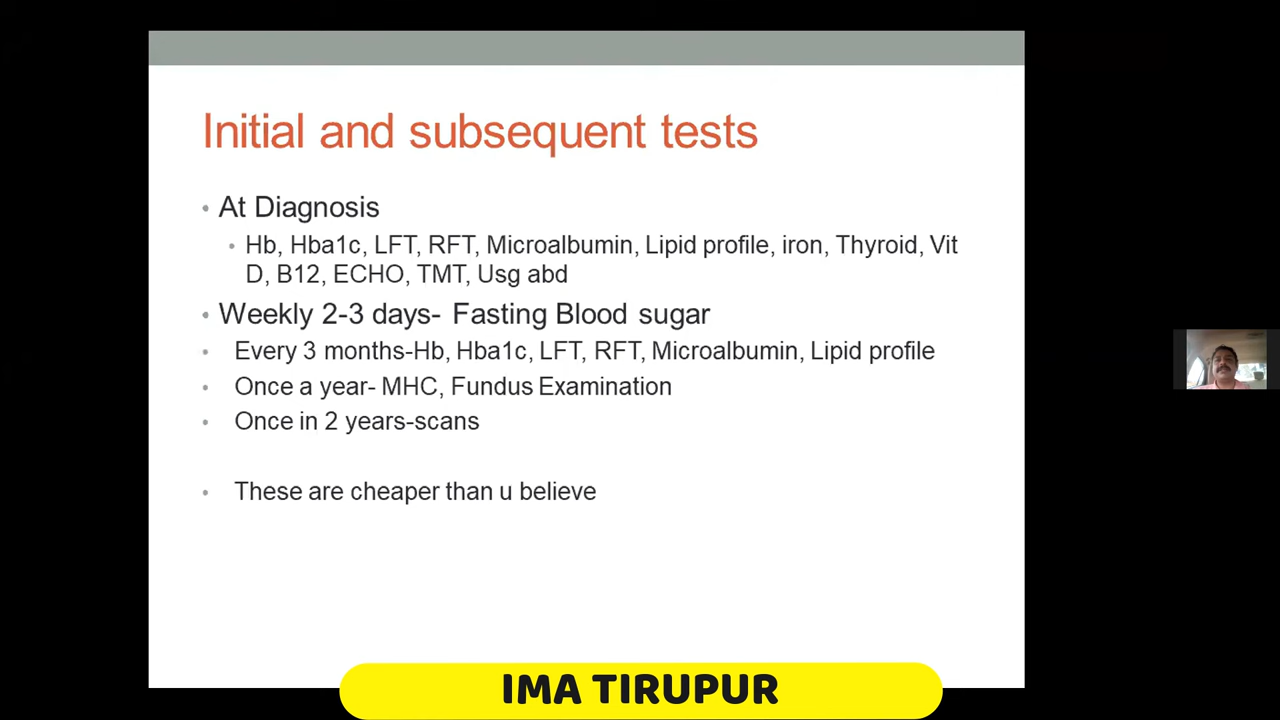 Initial and subsequent tests
• At Diagnosis
• Hb, Hba1c, LFT, RFT, Microalbumin, Lipid profile, iron, Thyroid, Vit
D, B12, ECHO, TMT, Usg abd
• Weekly 2-3 days- Fasting Blood sugar
• Every 3 months-Hb, Hba1c, LFT, RFT, Microalbumin, Lipid profile
• Once a year- MHC, Fundus Examination
• Once in 2 years-scans
• These are cheaper than u believe
IMA TIRUPUR